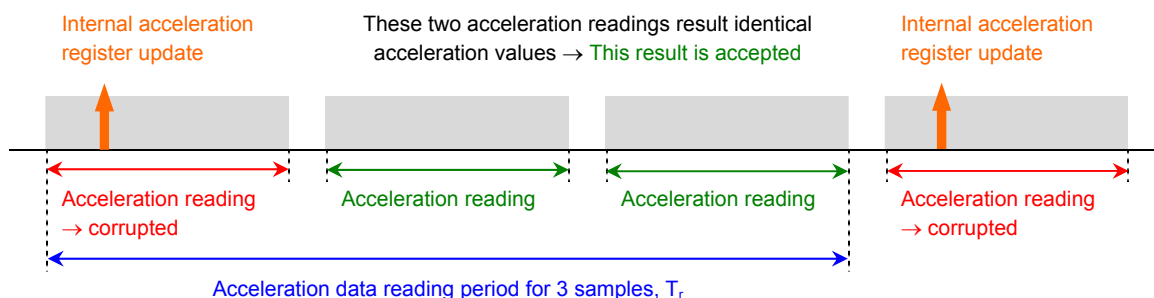 Internal acceleration
register update
These two acceleration readings result identical
acceleration values → This result is accepted
Internal acceleration
register update
Acceleration reading
→ corrupted
Acceleration reading
Acceleration reading
Acceleration reading
→ corrupted
Acceleration data reading period for 3 samples, Tr